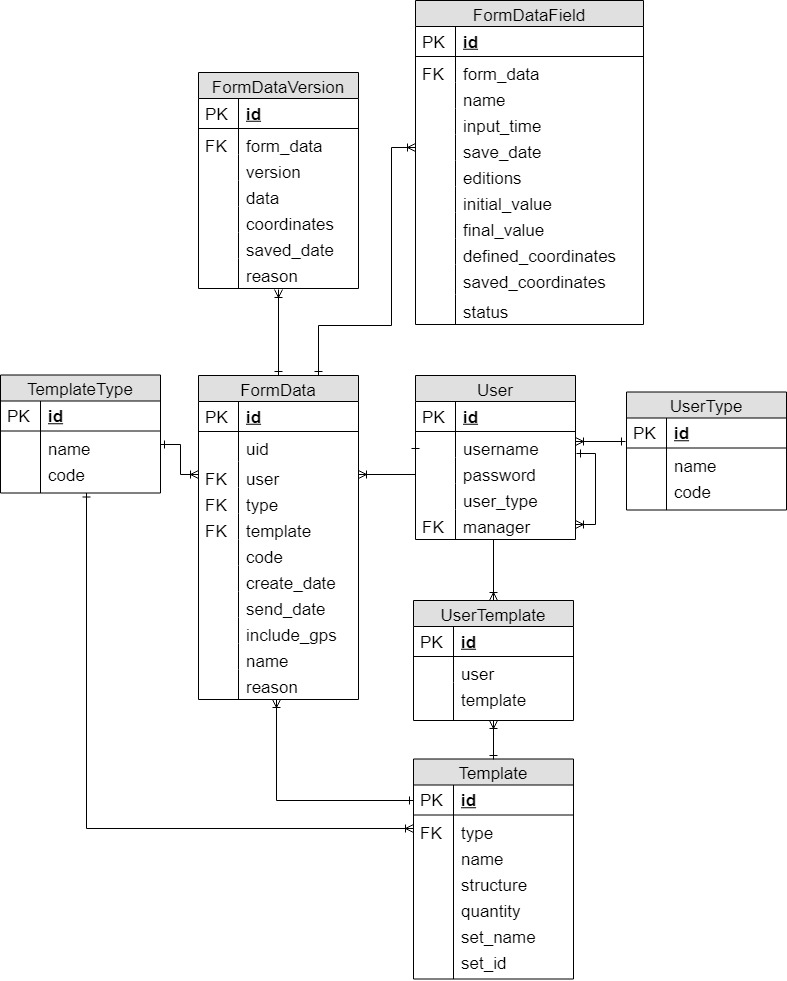 FormDataField
PK id
FK form_data
name
input_time
save_date
editions
initial_value
final_value
defined_coordinates
saved_coordinates
status
FormDataVersion
PK id
FK form_data
version
data
coordinates
saved_date
reason
TemplateType
PK id
name
code
FormData
PK id
uid
FK user
FK type
FK template
code
create_date
send_date
include_gps
name
reason
User
PK id
username
password
user_type
FK manager
UserType
PK id
name
code
UserTemplate
PK id
user
template
Template
PK id
FK type
name
structure
quantity
set_name
set_id